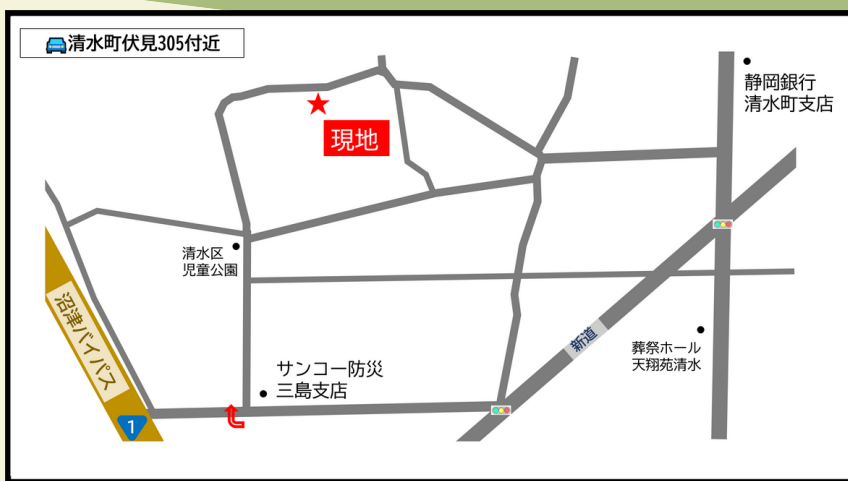 清水町伏見305付近
静岡銀行
清水町支店
現地
清水区
児童公園
沼津バイパス
新道
葬祭ホール
天翔苑清水
サンコー防災
三島支店
1